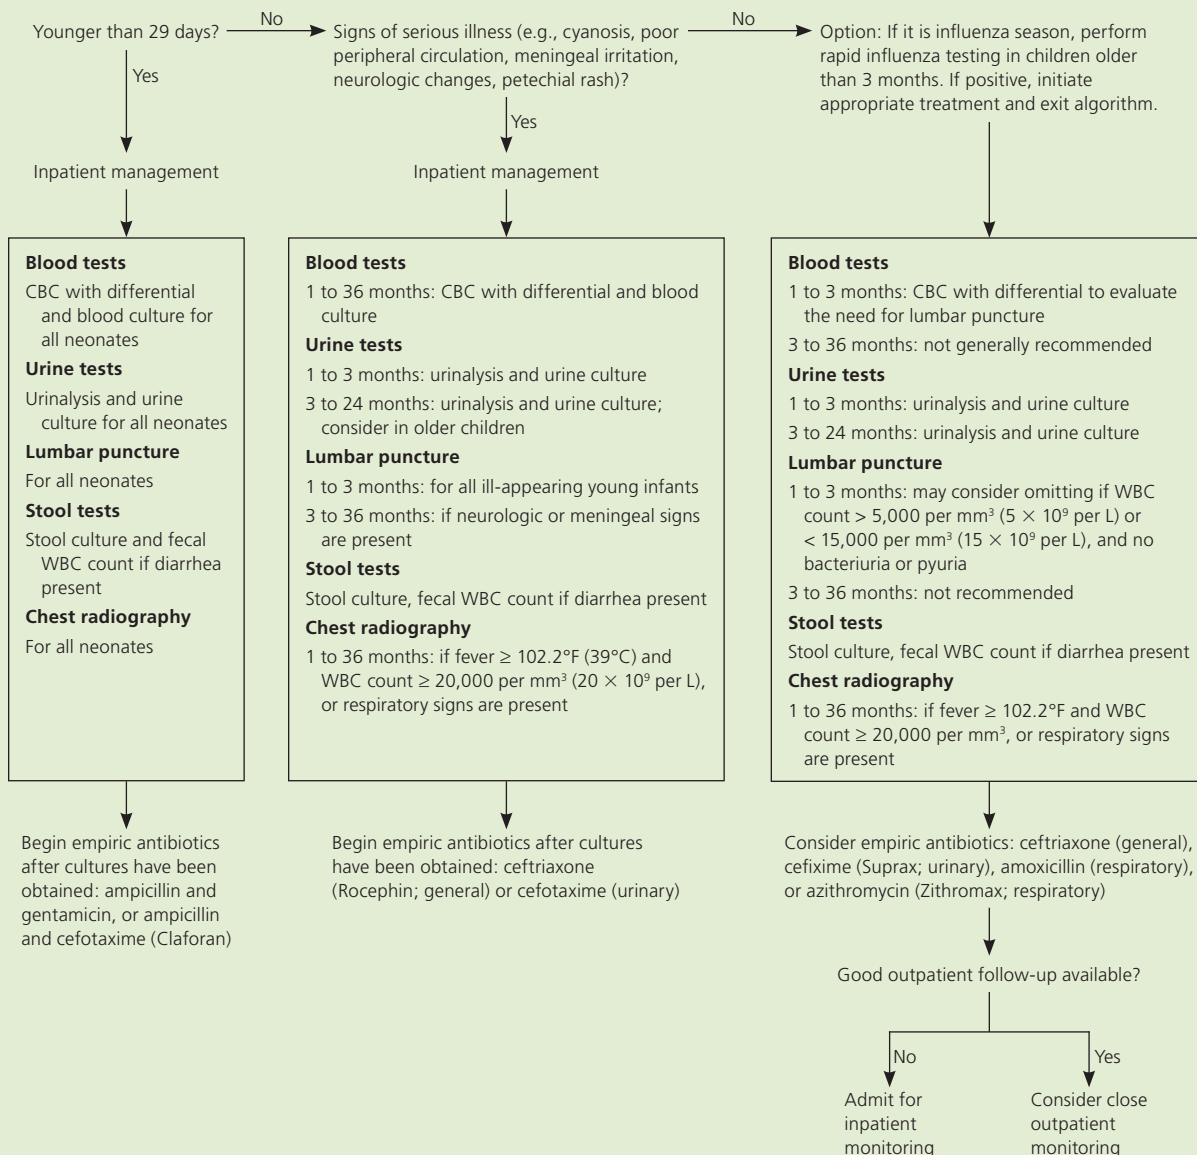 Younger than 29 days?
No
Signs of serious illness (e.g., cyanosis, poor
peripheral circulation, meningeal irritation,
neurologic changes, petechial rash)?
No
Option: If it is influenza season, perform
rapid influenza testing in children older
than 3 months. If positive, initiate
appropriate treatment and exit algorithm.
Yes
Yes
Inpatient management
Inpatient management
Blood tests
CBC with differential
and blood culture for
all neonates
Urine tests
Urinalysis and urine
culture for all neonates
Lumbar puncture
For all neonates
Stool tests
Stool culture and fecal
WBC count if diarrhea
present
Chest radiography
For all neonates
Blood tests
1 to 36 months: CBC with differential and blood
culture
Urine tests
1 to 3 months: urinalysis and urine culture
3 to 24 months: urinalysis and urine culture;
consider in older children
Lumbar puncture
1 to 3 months: for all ill-appearing young infants
3 to 36 months: if neurologic or meningeal signs
are present
Stool tests
Stool culture, fecal WBC count if diarrhea present
Chest radiography
1 to 36 months: if fever ≥ 102.2°F (39°C) and
WBC count ≥ 20,000 per mm³ (20 × 10⁹ per L),
or respiratory signs are present
Blood tests
1 to 3 months: CBC with differential to evaluate
the need for lumbar puncture
3 to 36 months: not generally recommended
Urine tests
1 to 3 months: urinalysis and urine culture
3 to 24 months: urinalysis and urine culture
Lumbar puncture
1 to 3 months: may consider omitting if WBC
count > 5,000 per mm³ (5 × 10⁹ per L) or
< 15,000 per mm³ (15 × 10⁹ per L), and no
bacteriuria or pyuria
3 to 36 months: not recommended
Stool tests
Stool culture, fecal WBC count if diarrhea present
Chest radiography
1 to 36 months: if fever ≥ 102.2°F and WBC
count ≥ 20,000 per mm³, or respiratory signs
are present
Begin empiric antibiotics
after cultures have been
obtained: ampicillin and
gentamicin, or ampicillin
and cefotaxime (Claforan)
Begin empiric antibiotics after cultures
have been obtained: ceftriaxone
(Rocephin; general) or cefotaxime (urinary)
Consider empiric antibiotics: ceftriaxone (general),
cefixime (Suprax; urinary), amoxicillin (respiratory),
or azithromycin (Zithromax; respiratory)
Good outpatient follow-up available?
No
Yes
Admit for
inpatient
monitoring
Consider close
outpatient
monitoring